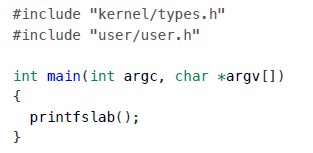 #include "kernel/types.h"
#include "user/user.h"

int main(int argc, char *argv[])
{
  printfslab();
}